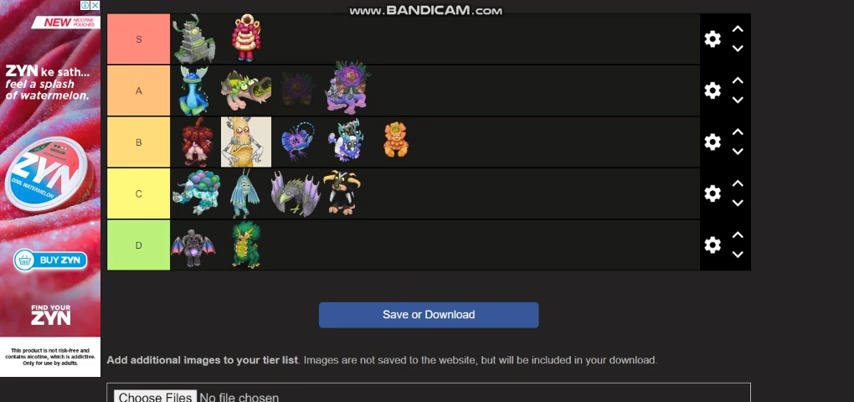 www.BANDICAM.com
NEW NICOTINE
POUCHES
ZYN ke sath...
feel a splash
of watermelon.
ZYN
COOL WATERMELON
BUY ZYN
FIND YOUR
ZYN
This product is not risk-free and
contains nicotine, which is addictive.
Only for use by adults.
S
A
B
C
D
Save or Download
Add additional images to your tier list. Images are not saved to the website, but will be included in your download.
Choose Files No file chosen